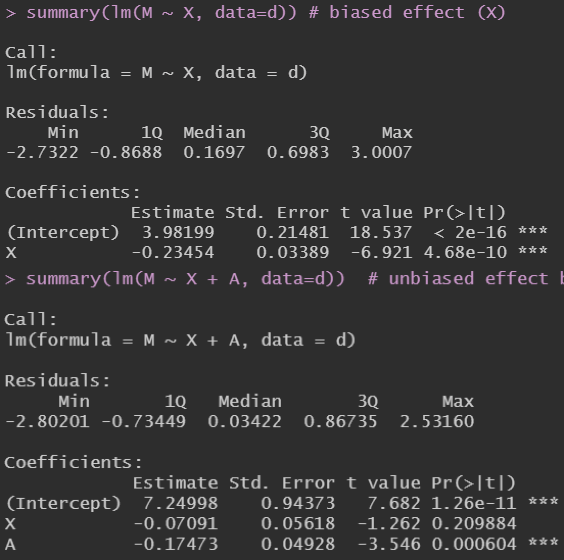 > summary(lm(M ~ X, data=d)) # biased effect (X)
Call:
lm(formula = M ~ X, data = d)
Residuals:
    Min      1Q  Median      3Q     Max
-2.7322 -0.8688  0.1697  0.6983  3.0007
Coefficients:
            Estimate Std. Error t value Pr(>|t|)
(Intercept)  3.98199    0.21481  18.537  < 2e-16 ***
X           -0.23454    0.03389  -6.921 4.68e-10 ***
> summary(lm(M ~ X + A, data=d))  # unbiased effect
Call:
lm(formula = M ~ X + A, data = d)
Residuals:
     Min       1Q   Median       3Q      Max
-2.80201 -0.73449  0.03422  0.86735  2.53160
Coefficients:
            Estimate Std. Error t value Pr(>|t|)
(Intercept)  7.24998    0.94373   7.682 1.26e-11 ***
X           -0.07091    0.05618  -1.262 0.209884
A           -0.17473    0.04928  -3.546 0.000604 ***